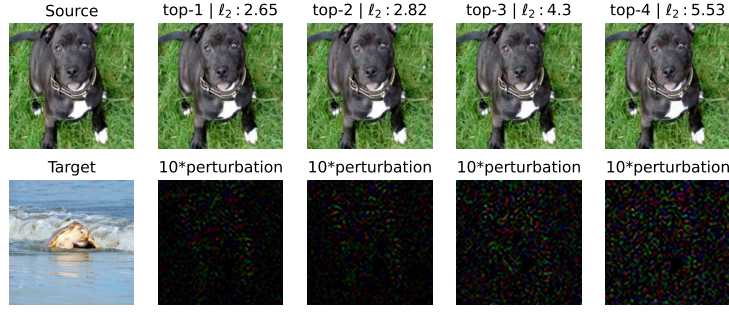 Source
top-1 | ℓ₂ : 2.65
top-2 | ℓ₂ : 2.82
top-3 | ℓ₂ : 4.3
top-4 | ℓ₂ : 5.53
Target
10*perturbation
10*perturbation
10*perturbation
10*perturbation